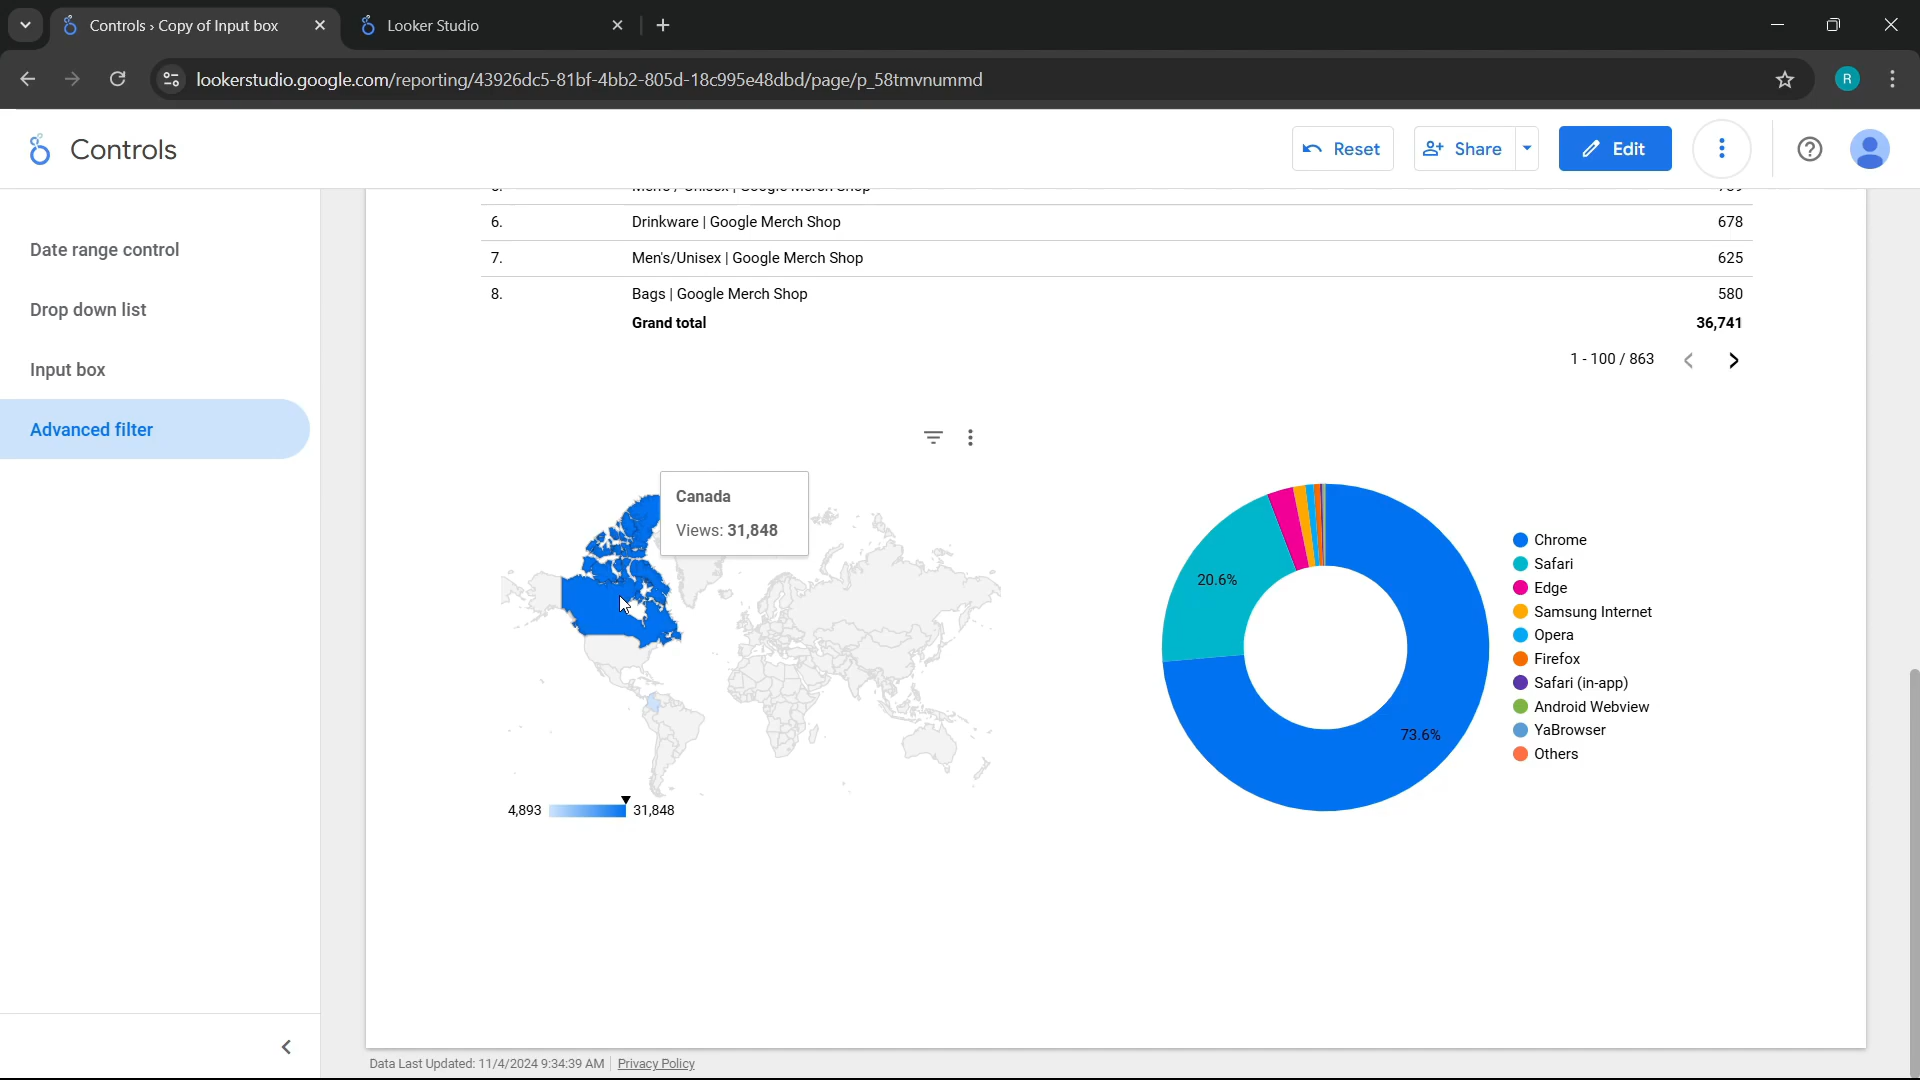 Controls › Copy of Input box
Looker Studio
lookerstudio.google.com/reporting/43926dc5-81bf-4bb2-805d-18c995e48dbd/page/p_58tmvnummd
R
Controls
Reset
Share
Edit
Date range control
Drop down list
Input box
Advanced filter
6. Drinkware | Google Merch Shop 678
7. Men's/Unisex | Google Merch Shop 625
8. Bags | Google Merch Shop 580
Grand total 36,741
1 - 100 / 863
Canada
Views: 31,848
4,893 31,848
20.6%
73.6%
Chrome
Safari
Edge
Samsung Internet
Opera
Firefox
Safari (in-app)
Android Webview
YaBrowser
Others
Data Last Updated: 11/4/2024 9:34:39 AM
Privacy Policy